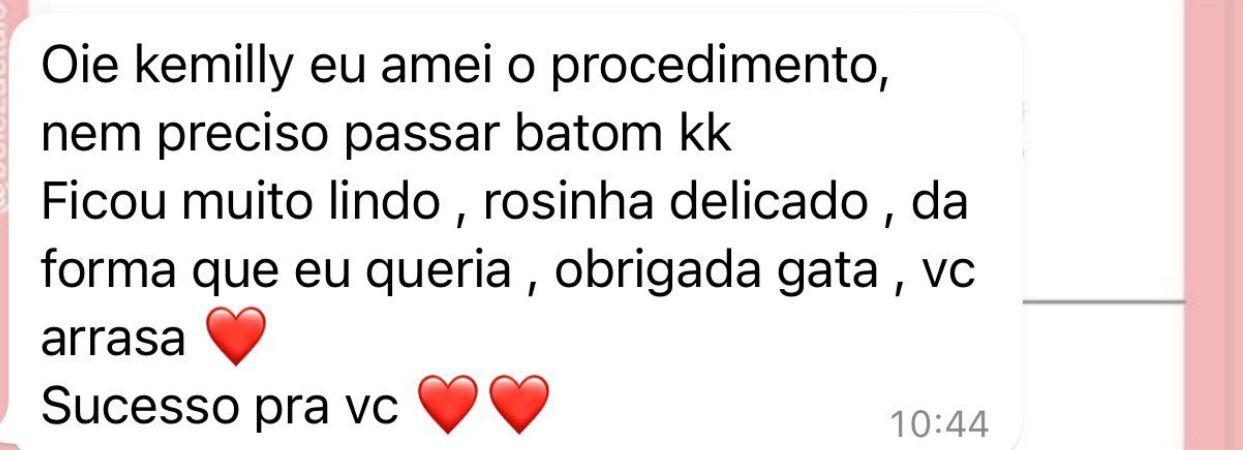 Oie kemilly eu amei o procedimento,
nem preciso passar batom kk
Ficou muito lindo , rosinha delicado , da
forma que eu queria , obrigada gata , vc
arrasa ❤️
Sucesso pra vc ❤️❤️
10:44